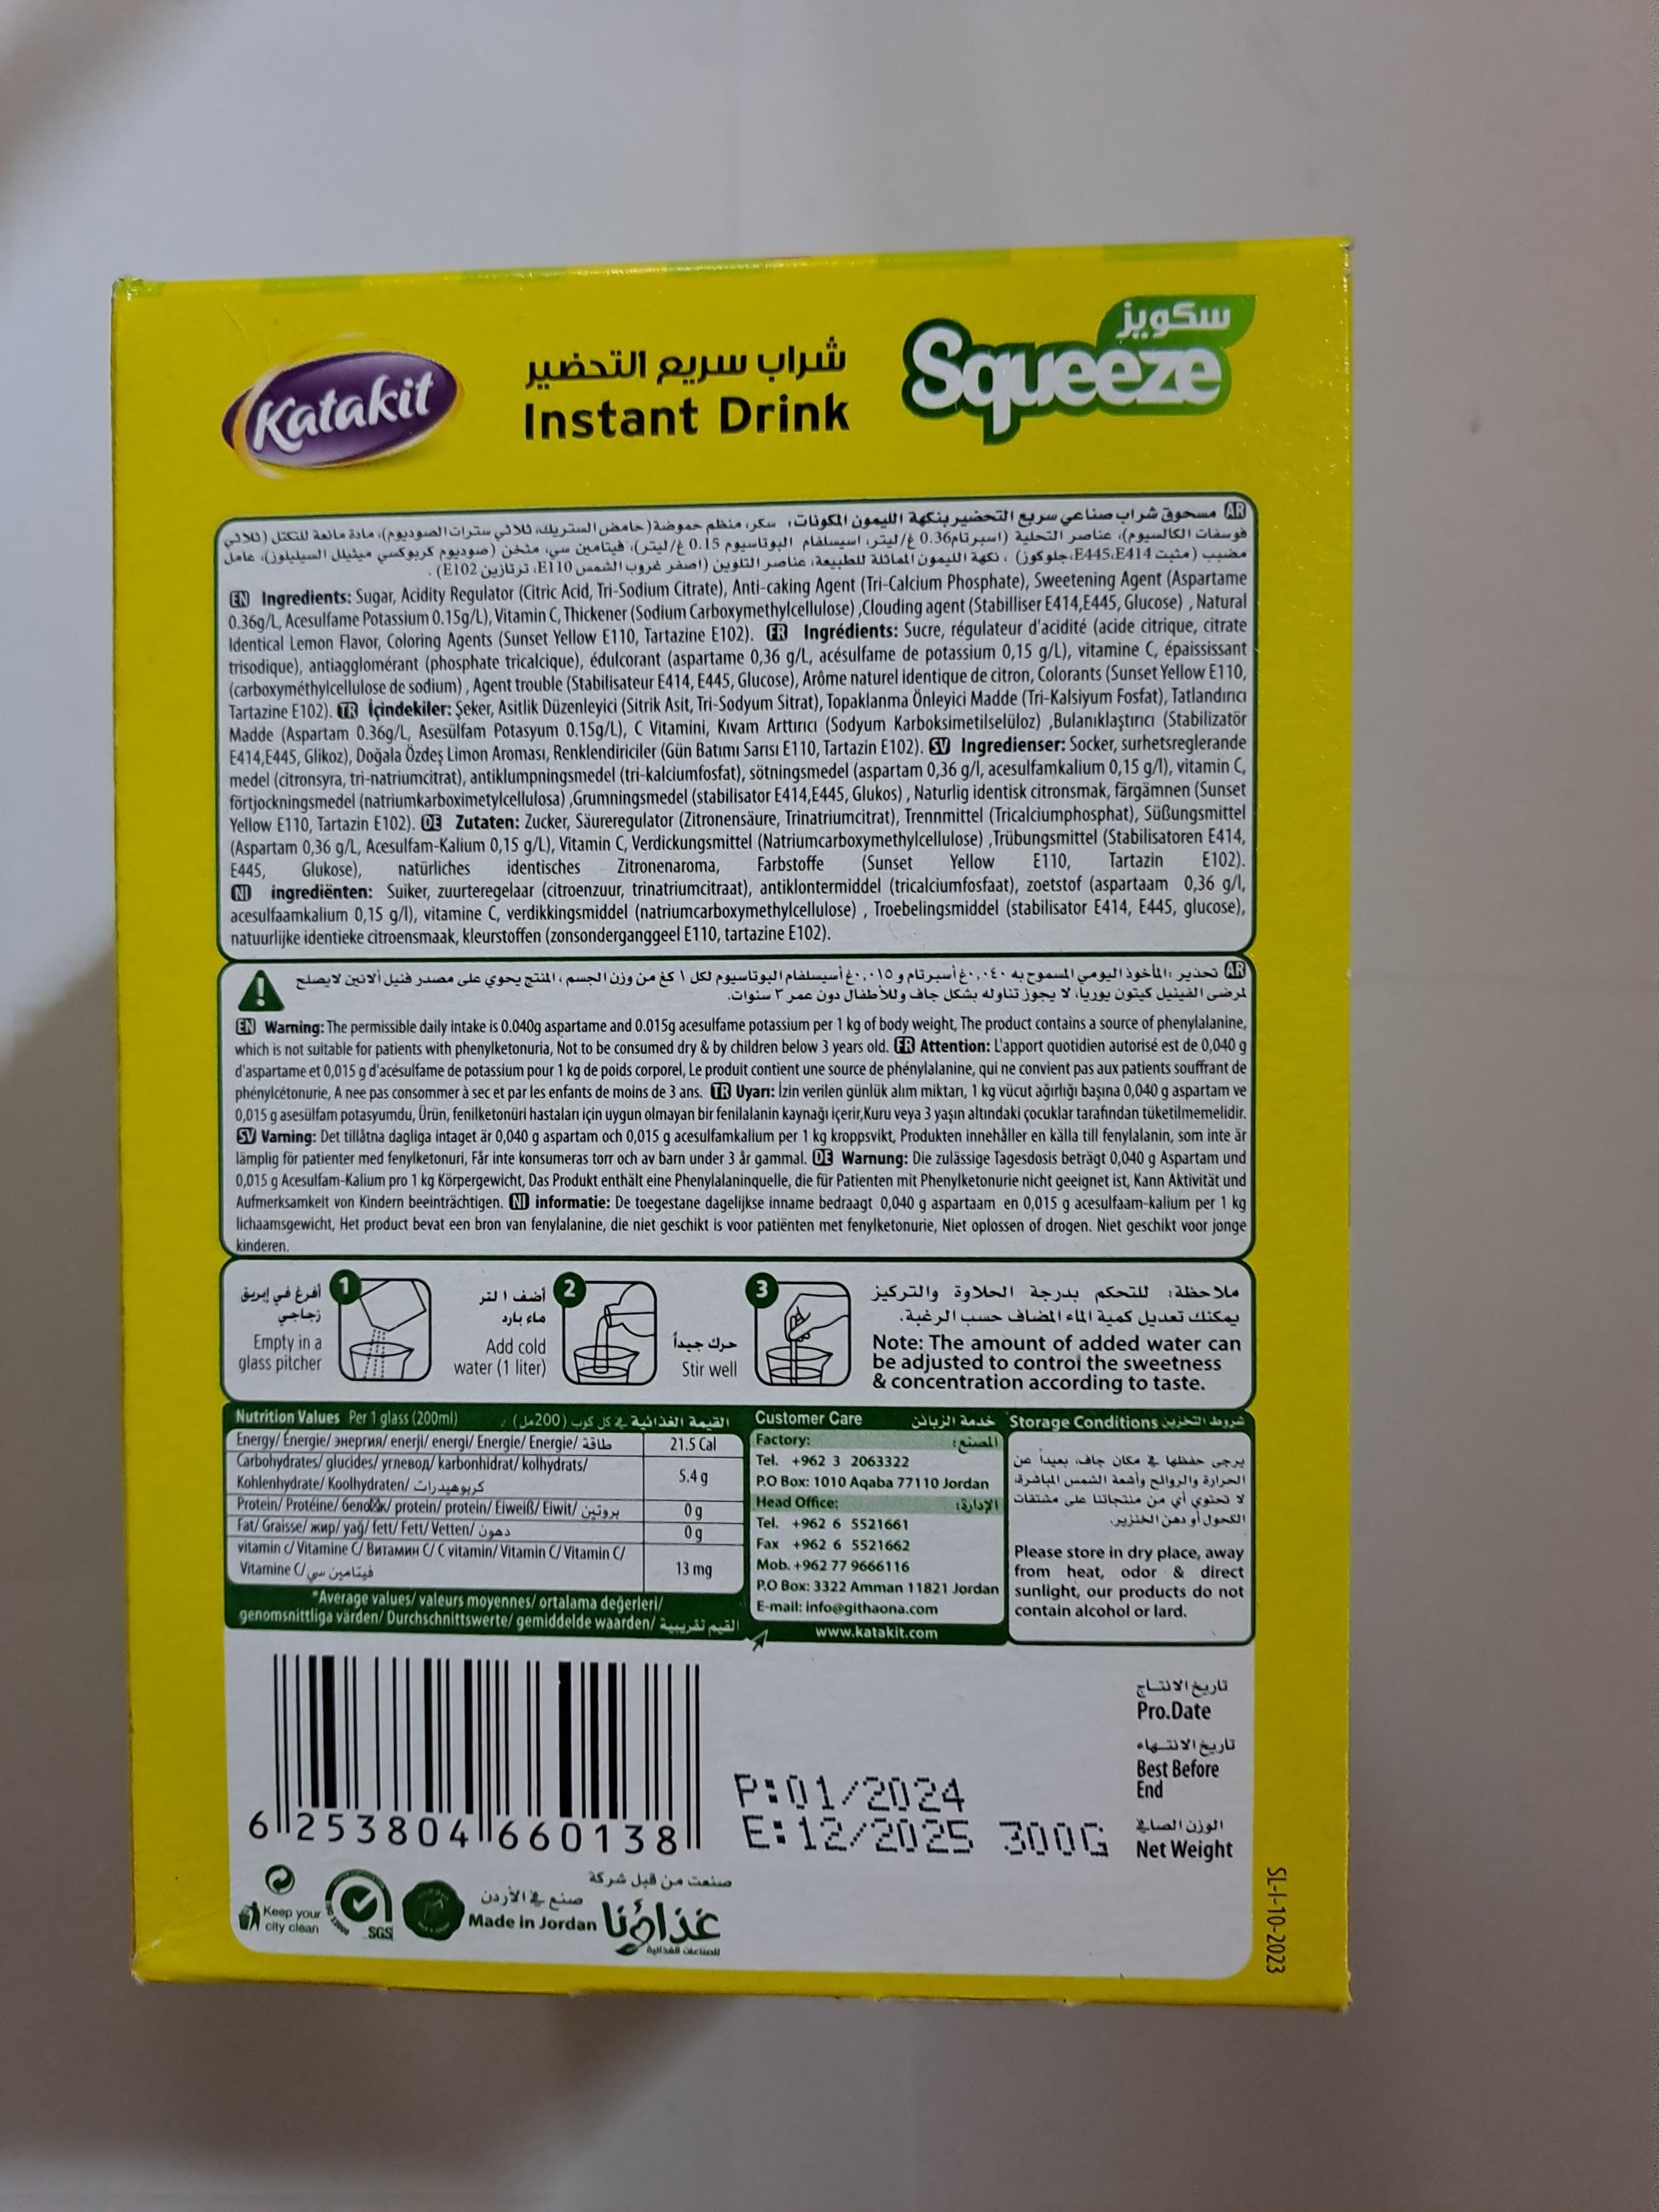 سكويز
Squeeze
شراب سريع التحضير
Instant Drink
Katakit
AR مسحوق شراب صناعي سريع التحضير بنكهة الليمون المكونات: سكر، منظم حموضة (حامض الستريك، ثلاثي سترات الصوديوم)، مادة مانعة للتكتل (ثلاثي
فوسفات الكالسيوم)، عناصر التحلية (اسبرتام0.36 غ/ليتر، اسيسلفام البوتاسيوم 0.15 غ/ليتر)، فيتامين سي، مثخن (صوديوم كربوكسي ميثيلل السيليلوز)، عامل
مضبب (مثبت E445،E414،جلوكوز) ، نكهة الليمون المماثلة للطبيعة، عناصر التلوين (اصفر غروب الشمس E110، ترتازين E102) .
EN Ingredients: Sugar, Acidity Regulator (Citric Acid, Tri-Sodium Citrate), Anti-caking Agent (Tri-Calcium Phosphate), Sweetening Agent (Aspartame
0.36g/L, Acesulfame Potassium 0.15g/L), Vitamin C, Thickener (Sodium Carboxymethylcellulose) ,Clouding agent (Stabilliser E414,E445, Glucose) , Natural
Identical Lemon Flavor, Coloring Agents (Sunset Yellow E110, Tartazine E102). FR Ingrédients: Sucre, régulateur d'acidité (acide citrique, citrate
trisodique), antiagglomérant (phosphate tricalcique), édulcorant (aspartame 0,36 g/L, acésulfame de potassium 0,15 g/L), vitamine C, épaississant
(carboxyméthylcellulose de sodium) , Agent trouble (Stabilisateur E414, E445, Glucose), Arôme naturel identique de citron, Colorants (Sunset Yellow E110,
Tartazine E102). TR İçindekiler: Şeker, Asitlik Düzenleyici (Sitrik Asit, Tri-Sodyum Sitrat), Topaklanma Önleyici Madde (Tri-Kalsiyum Fosfat), Tatlandırıcı
Madde (Aspartam 0.36g/L, Asesülfam Potasyum 0.15g/L), C Vitamini, Kıvam Arttırıcı (Sodyum Karboksimetilselüloz) ,Bulanıklaştırıcı (Stabilizatör
E414,E445, Glikoz), Doğala Özdeş Limon Aroması, Renklendiriciler (Gün Batımı Sarısı E110, Tartazin E102). SV Ingredienser: Socker, surhetsreglerande
medel (citronsyra, tri-natriumcitrat), antiklumpningsmedel (tri-kalciumfosfat), sötningsmedel (aspartam 0,36 g/l, acesulfamkalium 0,15 g/l), vitamin C,
förtjockningsmedel (natriumkarboximetylcellulosa) ,Grumningsmedel (stabilisator E414,E445, Glukos) , Naturlig identisk citronsmak, färgämnen (Sunset
Yellow E110, Tartazin E102). DE Zutaten: Zucker, Säureregulator (Zitronensäure, Trinatriumcitrat), Trennmittel (Tricalciumphosphat), Süßungsmittel
(Aspartam 0,36 g/L, Acesulfam-Kalium 0,15 g/L), Vitamin C, Verdickungsmittel (Natriumcarboxymethylcellulose) ,Trübungsmittel (Stabilisatoren E414,
E445, Glukose), natürliches identisches Zitronenaroma, Farbstoffe (Sunset Yellow E110, Tartazin E102).
NI ingrediënten: Suiker, zuurteregelaar (citroenzuur, trinatriumcitraat), antiklontermiddel (tricalciumfosfaat), zoetstof (aspartaam 0,36 g/l,
acesulfaamkalium 0,15 g/l), vitamine C, verdikkingsmiddel (natriumcarboxymethylcellulose) , Troebelingsmiddel (stabilisator E414, E445, glucose),
natuurlijke identieke citroensmaak, kleurstoffen (zonsonderganggeel E110, tartazine E102).
AR تحذير :المأخوذ اليومي المسموح به ٠,٠٤٠غ أسبرتام و ٠,٠١٥غ أسيسلفام البوتاسيوم لكل ١ كغ من وزن الجسم ، المنتج يحوي على مصدر فنيل ألانين لايصلح
لمرضى الفينيل كيتون يوريا، لا يجوز تناوله بشكل جاف وللأطفال دون عمر ٣ سنوات.
EN Warning: The permissible daily intake is 0.040g aspartame and 0.015g acesulfame potassium per 1 kg of body weight, The product contains a source of phenylalanine,
which is not suitable for patients with phenylketonuria, Not to be consumed dry & by children below 3 years old. FR Attention: L'apport quotidien autorisé est de 0,040 g
d'aspartame et 0,015 g d'acésulfame de potassium pour 1 kg de poids corporel, Le produit contient une source de phénylalanine, qui ne convient pas aux patients souffrant de
phénylcétonurie, A nee pas consommer à sec et par les enfants de moins de 3 ans. TR Uyarı: İzin verilen günlük alım miktarı, 1 kg vücut ağırlığı başına 0,040 g aspartam ve
0,015 g asesülfam potasyumdu, Ürün, fenilketonüri hastaları için uygun olmayan bir fenilalanin kaynağı içerir,Kuru veya 3 yaşın altındaki çocuklar tarafından tüketilmemelidir.
SV Varning: Det tillåtna dagliga intaget är 0,040 g aspartam och 0,015 g acesulfamkalium per 1 kg kroppsvikt, Produkten innehåller en källa till fenylalanin, som inte är
lämplig för patienter med fenylketonuri, Får inte konsumeras torr och av barn under 3 år gammal. DE Warnung: Die zulässige Tagesdosis beträgt 0,040 g Aspartam und
0,015 g Acesulfam-Kalium pro 1 kg Körpergewicht, Das Produkt enthält eine Phenylalaninquelle, die für Patienten mit Phenylketonurie nicht geeignet ist, Kann Aktivität und
Aufmerksamkeit von Kindern beeinträchtigen. NI informatie: De toegestane dagelijkse inname bedraagt 0,040 g aspartaam en 0,015 g acesulfaam-kalium per 1 kg
lichaamsgewicht, Het product bevat een bron van fenylalanine, die niet geschikt is voor patiënten met fenylketonurie, Niet oplossen of drogen. Niet geschikt voor jonge
kinderen.
1
أفرغ في إبريق
زجاجي
Empty in a
glass pitcher
2
أضف ١ لتر
ماء بارد
Add cold
water (1 liter)
3
حرك جيداً
Stir well
ملاحظة: للتحكم بدرجة الحلاوة والتركيز
يمكنك تعديل كمية الماء المضاف حسب الرغبة.
Note: The amount of added water can
be adjusted to control the sweetness
& concentration according to taste.
Nutrition Values Per 1 glass (200ml) القيمة الغذائية في كل كوب (200مل)
Energy/ Énergie/ энергия/ enerji/ energi/ Energie/ Energie/ طاقة 21.5 Cal
Carbohydrates/ glucides/ углевод/ karbonhidrat/ kolhydrats/
Kohlenhydrate/ Koolhydraten/ كربوهيدرات 5.4 g
Protein/ Protéine/ protein/ protein/ Eiweiß/ Eiwit/ بروتين 0 g
Fat/ Graisse/ жир/ yağ/ fett/ Fett/ Vetten/ دهون 0 g
vitamin c/ Vitamine C/ Витамин C/ C vitamin/ Vitamin C/ Vitamin C/
Vitamine C/ فيتامين سي 13 mg
*Average values/ valeurs moyennes/ ortalama değerleri/
genomsnittliga värden/ Durchschnittswerte/ gemiddelde waarden/ القيم تقريبية
Customer Care خدمة الزبائن
Factory: المصنع:
Tel. +962 3 2063322
P.O Box: 1010 Aqaba 77110 Jordan
Head Office: الإدارة:
Tel. +962 6 5521661
Fax +962 6 5521662
Mob. +962 77 9666116
P.O Box: 3322 Amman 11821 Jordan
E-mail: info@githaona.com
www.katakit.com
Storage Conditions شروط التخزين
يرجى حفظها في مكان جاف، بعيداً عن
الحرارة والروائح وأشعة الشمس المباشرة.
لا تحتوي أي من منتجاتنا على مشتقات
الكحول أو دهن الخنزير.
Please store in dry place, away
from heat, odor & direct
sunlight, our products do not
contain alcohol or lard.
تاريخ الانتاج
Pro.Date
تاريخ الانتهاء
Best Before
End
الوزن الصافي
Net Weight
P:01/2024
E:12/2025 300G
6 253804 660138
Keep your
city clean
SGS
صنع في الأردن
Made in Jordan
صنعت من قبل شركة
غذاؤنا
للصناعات الغذائية
SL-I-10-2023